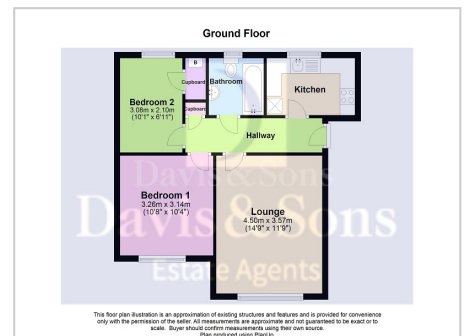 Ground Floor
B
Cupboard
Bathroom
Kitchen
Bedroom 2
3.08m x 2.10m
(10'1" x 6'11")
Cupboard
Hallway
Davis & Sons
Bedroom 1
3.26m x 3.14m
(10'8" x 10'4")
Lounge
4.50m x 3.57m
(14'9" x 11'9")
Davis & Sons
Estate Agents
This floor plan illustration is an approximation of existing structures and features and is provided for convenience
only with the permission of the seller. All measurements are approximate and not guaranteed to be exact or to
scale. Buyer should confirm measurements using their own source.
Plan produced using PlanUp.